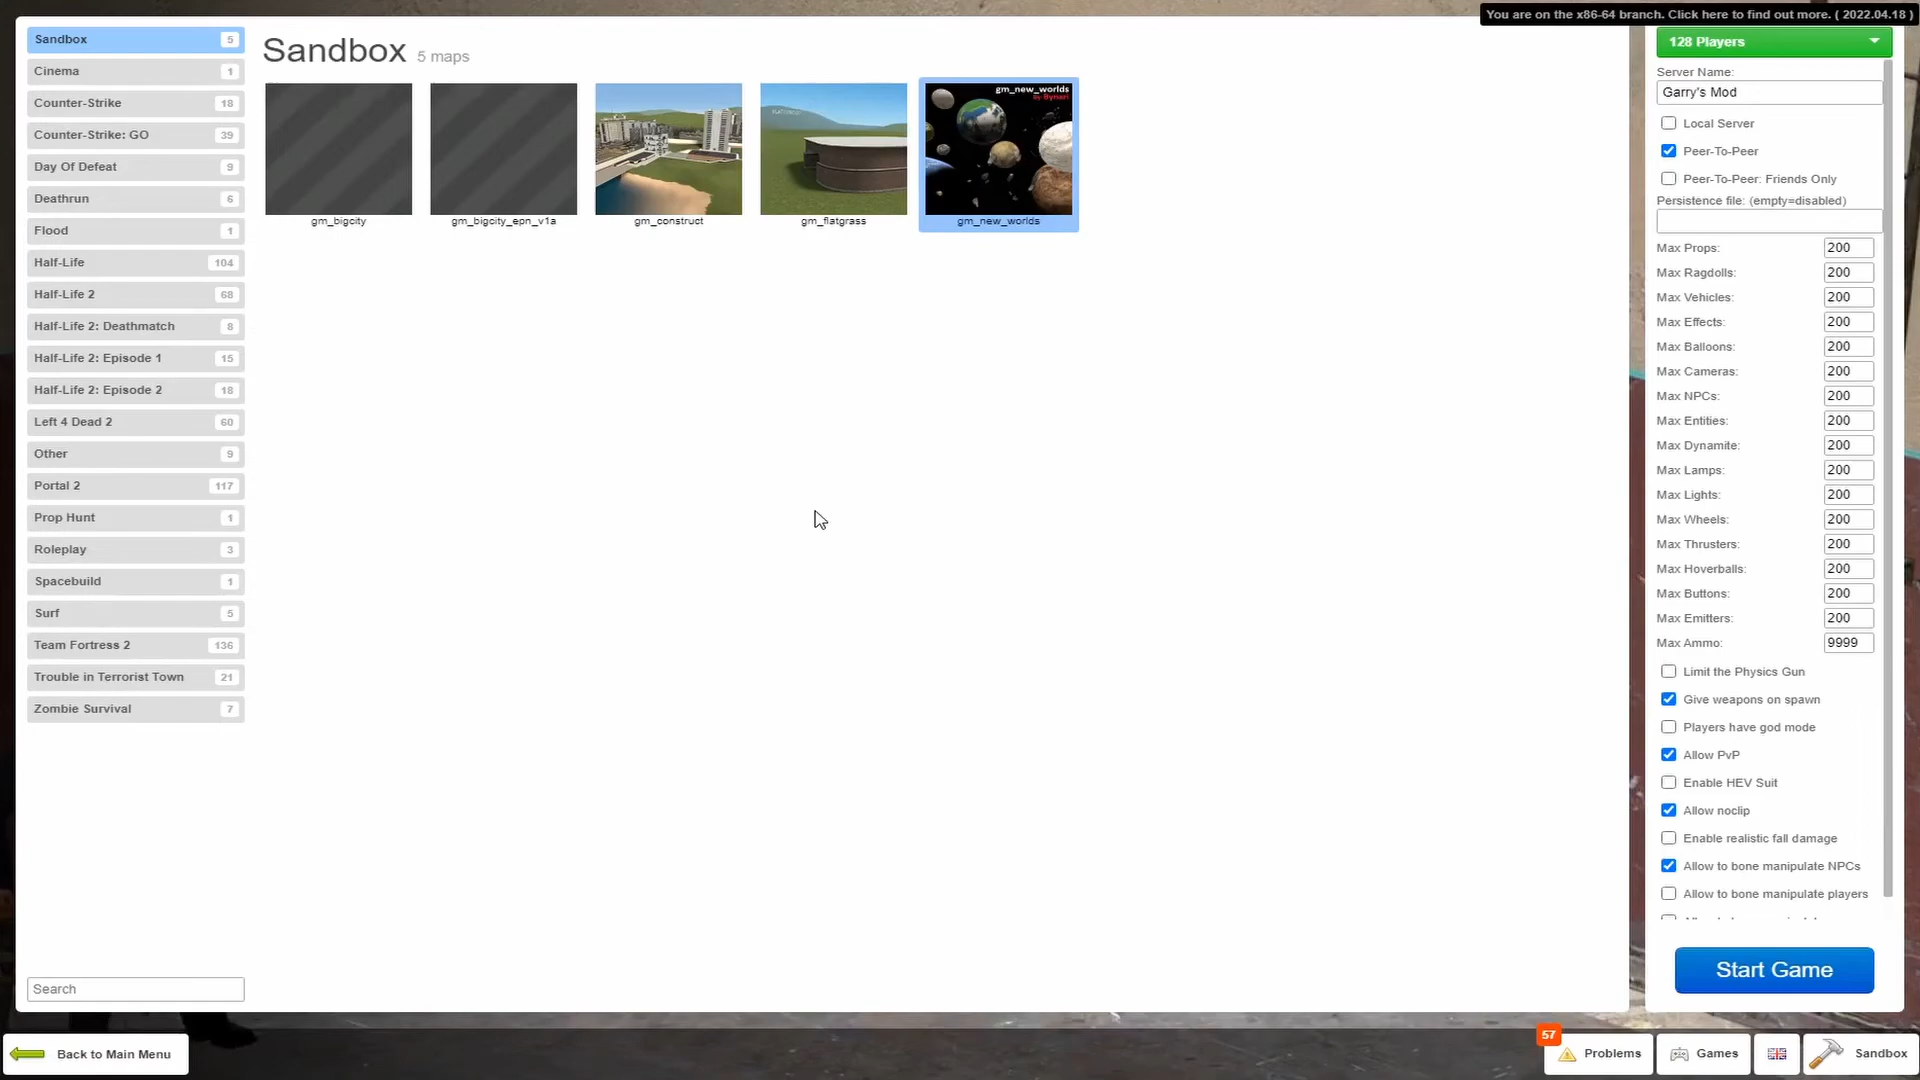 You are on the x86-64 branch. Click here to find out more. ( 2022.04.18 )
Sandbox 5
Cinema 1
Counter-Strike 18
Counter-Strike: GO 39
Day Of Defeat 9
Deathrun 6
Flood 1
Half-Life 104
Half-Life 2 68
Half-Life 2: Deathmatch 8
Half-Life 2: Episode 1 15
Half-Life 2: Episode 2 18
Left 4 Dead 2 60
Other 9
Portal 2 117
Prop Hunt 1
Roleplay 3
Spacebuild 1
Surf 5
Team Fortress 2 136
Trouble in Terrorist Town 21
Zombie Survival 7
Search
Sandbox 5 maps
gm_new_worlds
by Bynari
gm_bigcity
gm_bigcity_epn_v1a
gm_construct
gm_flatgrass
gm_new_worlds
128 Players
Server Name:
Garry's Mod
Local Server
Peer-To-Peer
Peer-To-Peer: Friends Only
Persistence file: (empty=disabled)
Max Props: 200
Max Ragdolls: 200
Max Vehicles: 200
Max Effects: 200
Max Balloons: 200
Max Cameras: 200
Max NPCs: 200
Max Entities: 200
Max Dynamite: 200
Max Lamps: 200
Max Lights: 200
Max Wheels: 200
Max Thrusters: 200
Max Hoverballs: 200
Max Buttons: 200
Max Emitters: 200
Max Ammo: 9999
Limit the Physics Gun
Give weapons on spawn
Players have god mode
Allow PvP
Enable HEV Suit
Allow noclip
Enable realistic fall damage
Allow to bone manipulate NPCs
Allow to bone manipulate players
Start Game
Back to Main Menu
57
Problems
Games
Sandbox